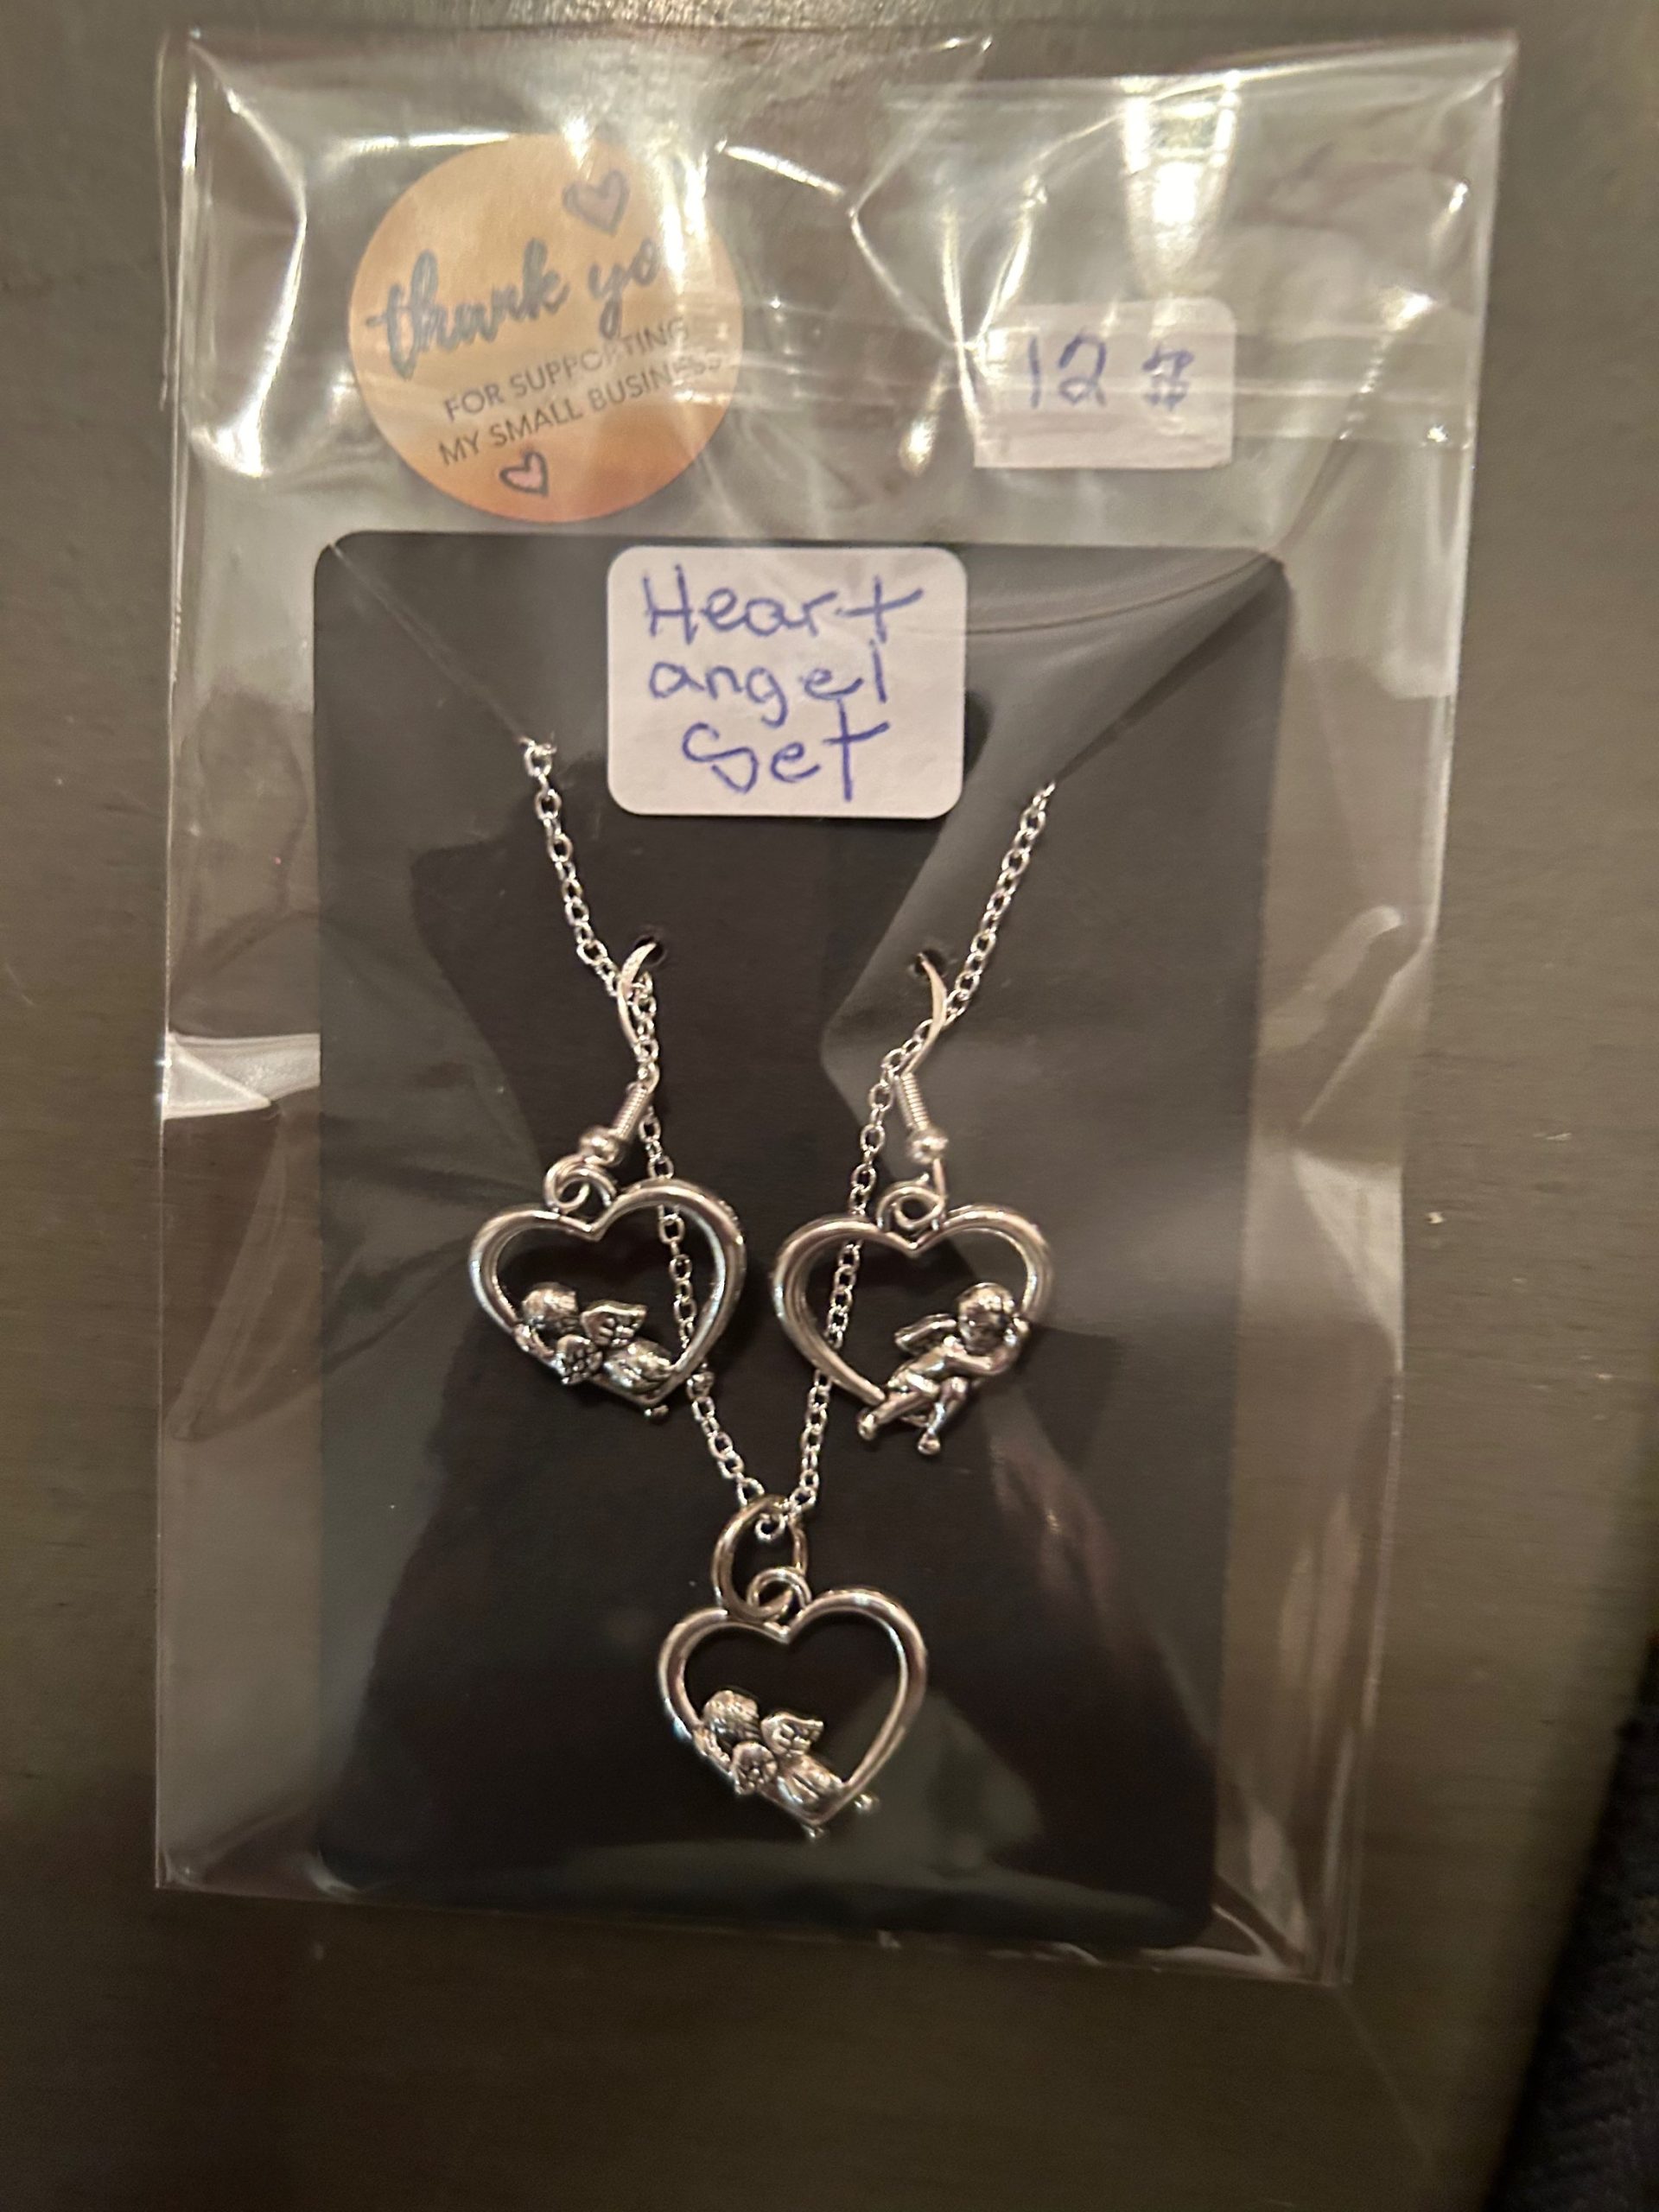 thank yo
FOR SUPPORTING
MY SMALL BUSINESS
12 $
Heart
angel
Set